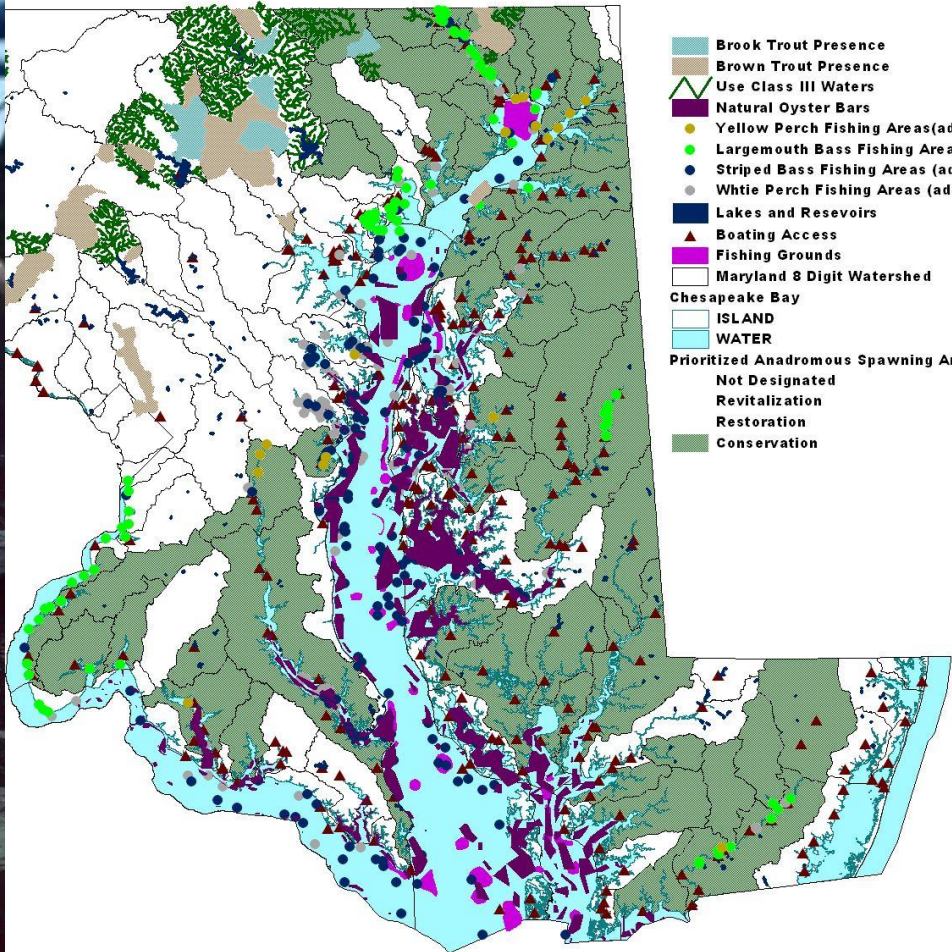 Brook Trout Presence
Brown Trout Presence
Use Class III Waters
Natural Oyster Bars
Yellow Perch Fishing Areas(ad
Largemouth Bass Fishing Area
Striped Bass Fishing Areas (ad
Whtie Perch Fishing Areas (ad
Lakes and Resevoirs
Boating Access
Fishing Grounds
Maryland 8 Digit Watershed
Chesapeake Bay
ISLAND
WATER
Prioritized Anadromous Spawning Ar
Not Designated
Revitalization
Restoration
Conservation